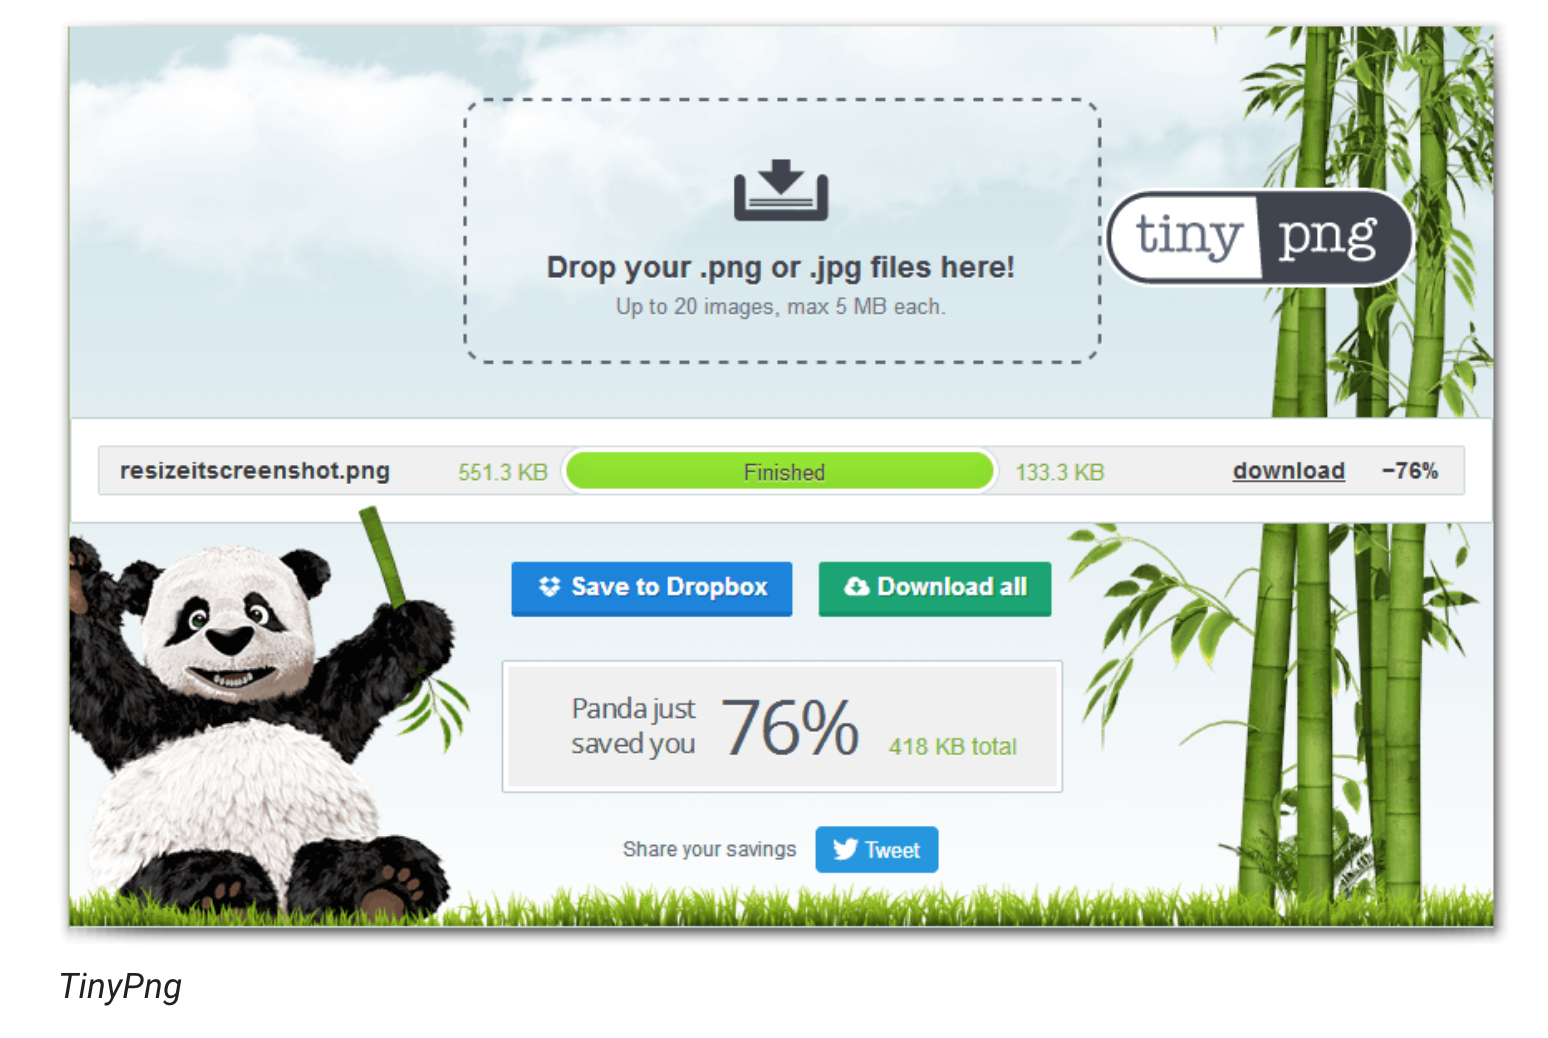 Drop your .png or .jpg files here!
Up to 20 images, max 5 MB each.
tiny png
resizeitscreenshot.png 551.3 KB Finished 133.3 KB download −76%
Save to Dropbox Download all
Panda just
saved you 76% 418 KB total
Share your savings Tweet
TinyPng